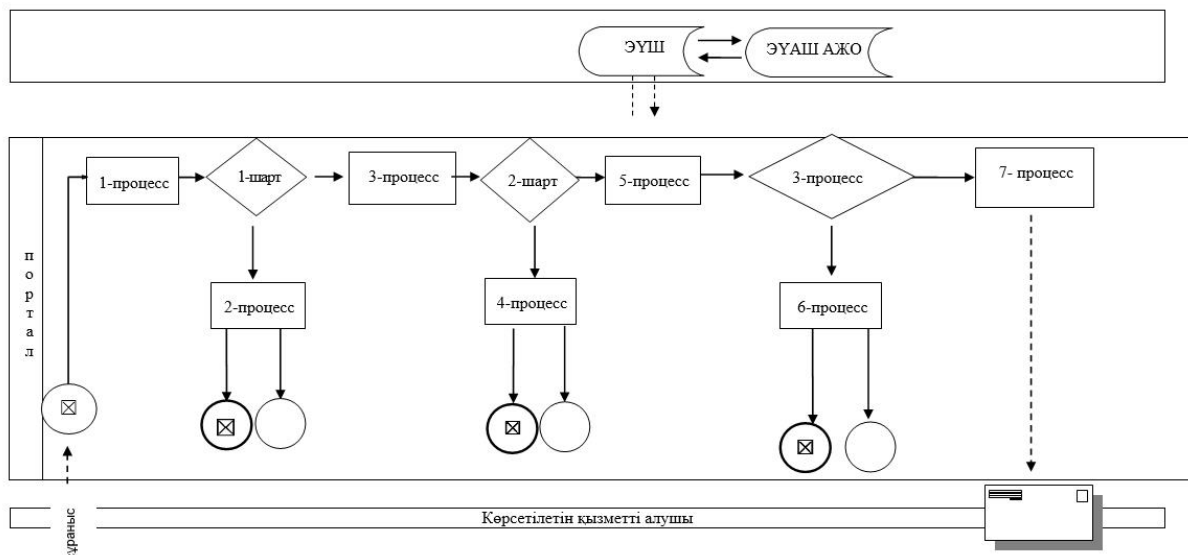 ЭҮШ
ЭҮАШ АЖО
1-процесс
1-шарт
3-процесс
2-шарт
5-процесс
3-процесс
7- процесс
портал
2-процесс
4-процесс
6-процесс
Көрсетілетін қызметті алушы
сұраныс